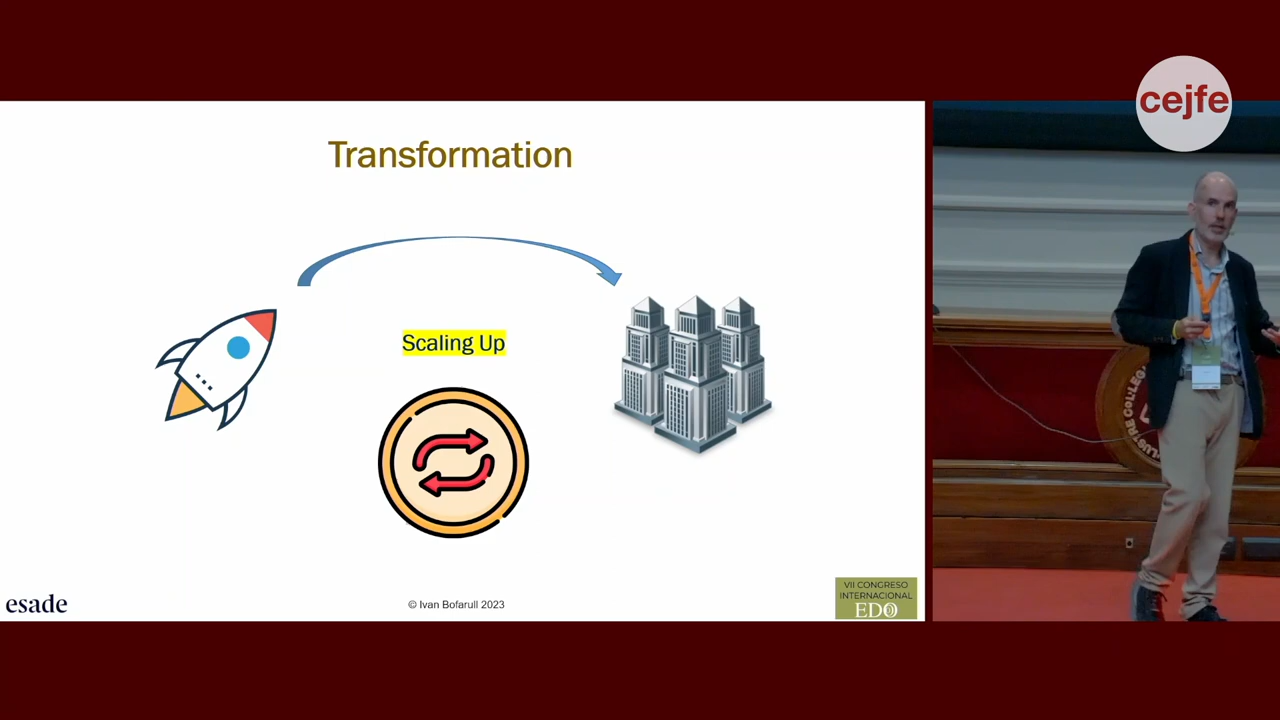 cejfe
Transformation
Scaling Up
esade
© Ivan Bofarull 2023
VII CONGRESO
INTERNACIONAL
EDO